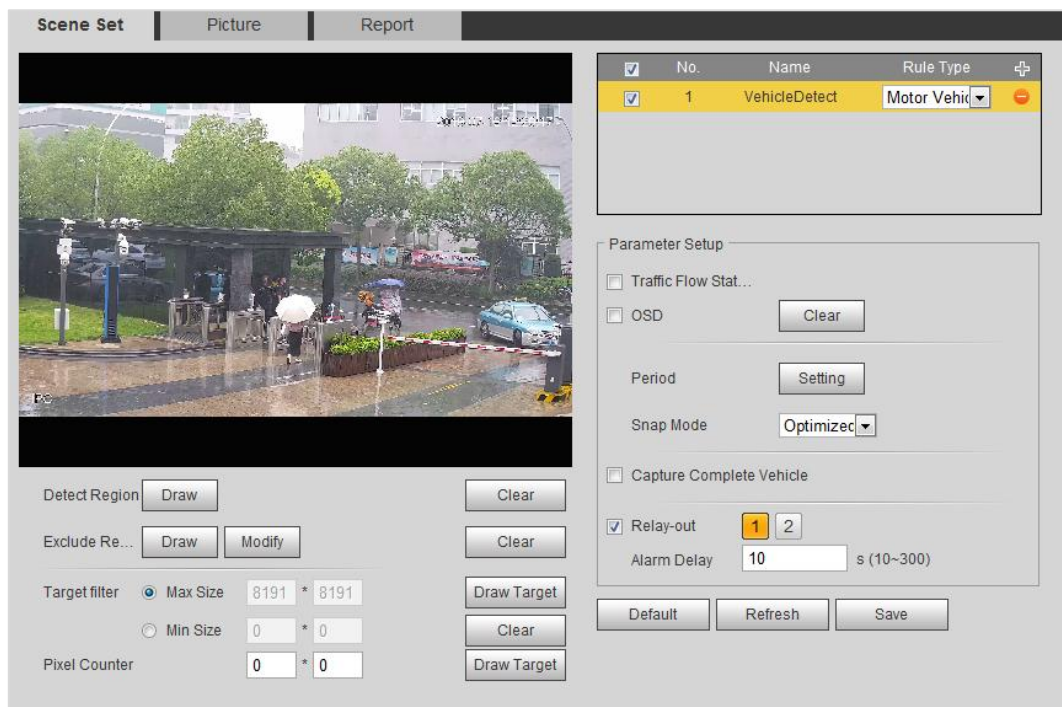 Scene Set Picture Report
No. Name Rule Type
1 VehicleDetect Motor Vehic
PC
Detect Region Draw Clear
Exclude Re... Draw Modify Clear
Target filter Max Size 8191 * 8191 Draw Target
Min Size 0 * 0 Clear
Pixel Counter 0 * 0 Draw Target
Parameter Setup
Traffic Flow Stat...
OSD Clear
Period Setting
Snap Mode Optimizec
Capture Complete Vehicle
Relay-out 1 2
Alarm Delay 10 s (10~300)
Default Refresh Save